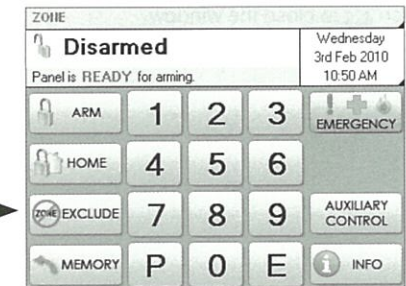 ZONE
Disarmed
Panel is READY for arming.
Wednesday
3rd Feb 2010
10:50 AM
ARM
1
2
3
EMERGENCY
HOME
4
5
6
ZONE EXCLUDE
7
8
9
AUXILIARY
CONTROL
MEMORY
P
0
E
INFO